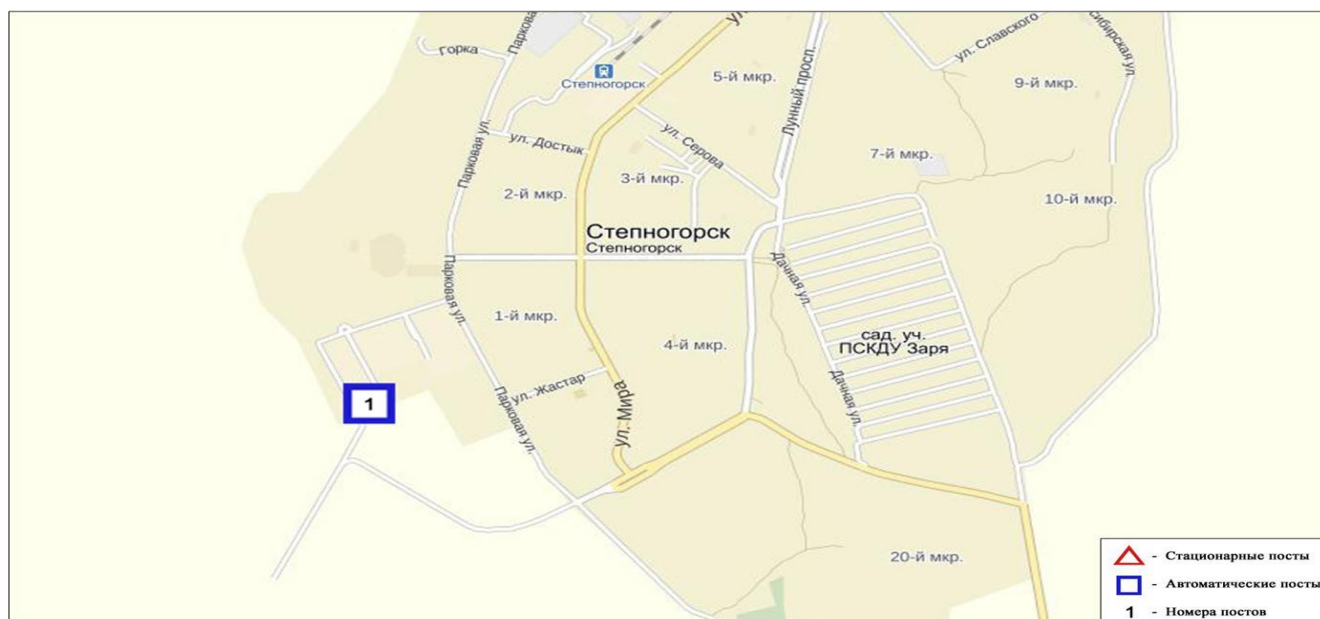 ул.
Парковая
Горка
ул. Славского
сибирская ул.
Степногорск
5-й мкр.
Лунный просп.
9-й мкр.
ул. Достык
ул. Серова
7-й мкр.
Парковая ул.
3-й мкр.
2-й мкр.
10-й мкр.
Степногорск
Степногорск
Парковая ул.
Дачная ул.
1-й мкр.
4-й мкр.
сад. уч.
ПСКДУ Заря
ул. Жастар
1
Парковая ул.
ул. Мира
Дачная ул.
20-й мкр.
- Стационарные посты
- Автоматические посты
1 - Номера постов